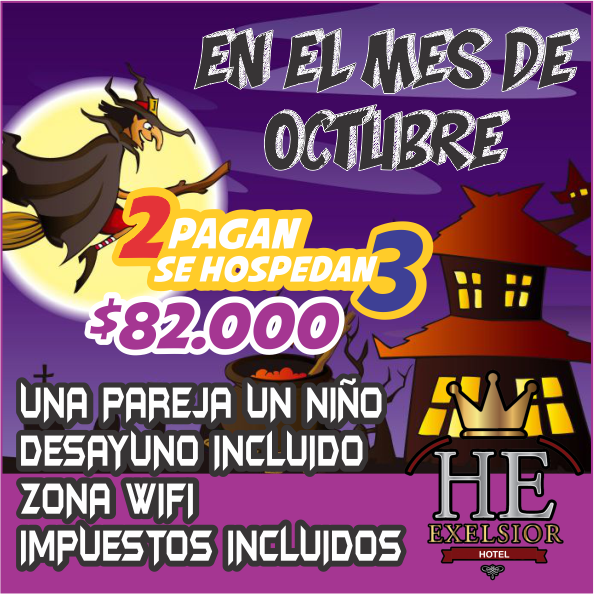 EN EL MES DE
OCTUBRE
2 PAGAN
SE HOSPEDAN 3
$82.000
UNA PAREJA UN NIÑO
DESAYUNO INCLUIDO
ZONA WIFI
IMPUESTOS INCLUIDOS
HE
EXELSIOR
HOTEL